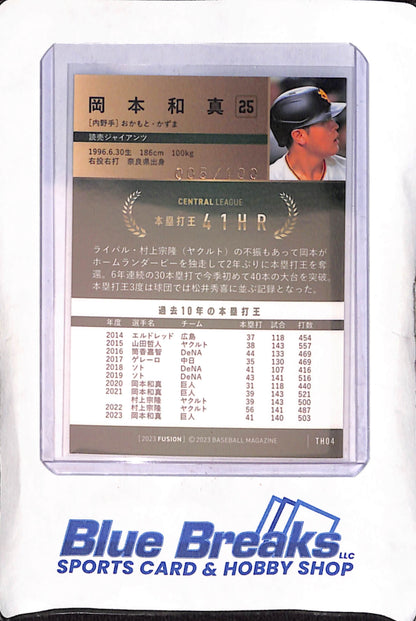 岡本和真 25
[内野手] おかもと・かずま
読売ジャイアンツ
1996.6.30生 186cm 100kg
右投右打 奈良県出身
CENTRAL LEAGUE
本塁打王 41HR
ライバル・村上宗隆（ヤクルト）の不振もあって岡本が
ホームランダービーを独走して2年ぶりに本塁打王を奪
還。6年連続の30本塁打で今季初めて40本の大台を突破。
本塁打王3度は球団では松井秀喜に並ぶ記録となった。
過去10年の本塁打王
年度 選手名 チーム 本塁打 試合 打数
2014 エルドレッド 広島 37 118 454
2015 山田哲人 ヤクルト 38 143 557
2016 筒香嘉智 DeNA 44 133 469
2017 ゲレーロ 中日 35 130 469
2018 ソト DeNA 41 107 416
2019 ソト DeNA 43 141 516
2020 岡本和真 巨人 31 118 440
2021 岡本和真 巨人 39 143 521
村上宗隆 ヤクルト 39 143 500
2022 村上宗隆 ヤクルト 56 141 487
2023 岡本和真 巨人 41 140 503
[2023 FUSION] © 2023 BASEBALL MAGAZINE TH04
Blue Breaks LLC
SPORTS CARD & HOBBY SHOP